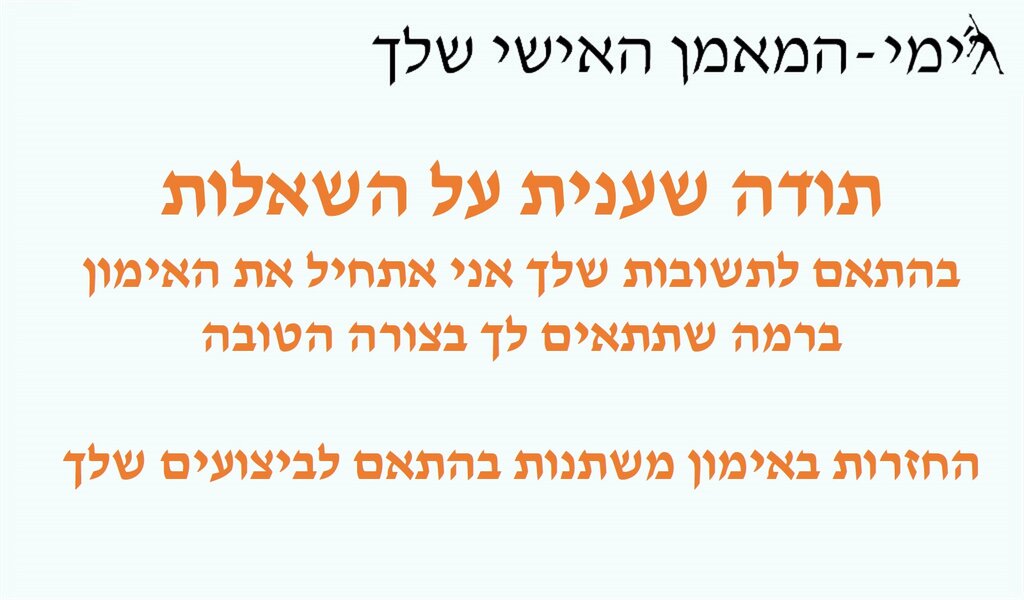 ימי-המאמן האישי שלך
תודה שענית על השאלות
בהתאם לתשובות שלך אני אתחיל את האימון
ברמה שתתאים לך בצורה הטובה
החזרות באימון משתנות בהתאם לביצועים שלך